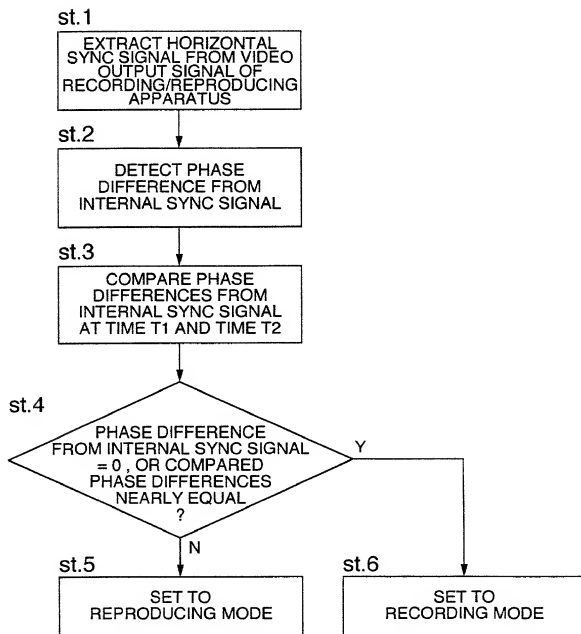 st.1
EXTRACT HORIZONTAL
SYNC SIGNAL FROM VIDEO
OUTPUT SIGNAL OF
RECORDING/REPRODUCING
APPARATUS
st.2
DETECT PHASE
DIFFERENCE FROM
INTERNAL SYNC SIGNAL
st.3
COMPARE PHASE
DIFFERENCES FROM
INTERNAL SYNC SIGNAL
AT TIME T1 AND TIME T2
st.4
PHASE DIFFERENCE
FROM INTERNAL SYNC SIGNAL
= 0 , OR COMPARED
PHASE DIFFERENCES
NEARLY EQUAL
?
Y
N
st.5
SET TO
REPRODUCING MODE
st.6
SET TO
RECORDING MODE